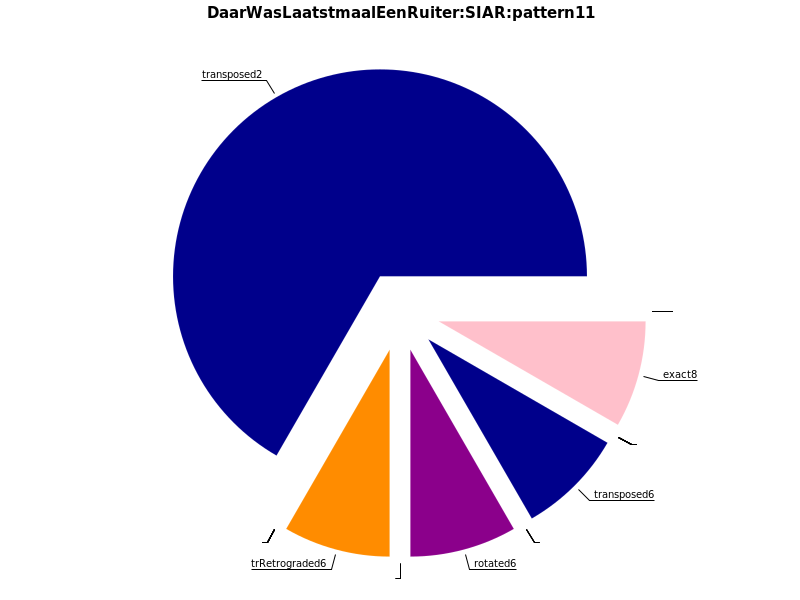 DaarWasLaatstmaalEenRuiter:SIAR:pattern11
transposed2
exact8
transposed6
trRetrograded6
rotated6